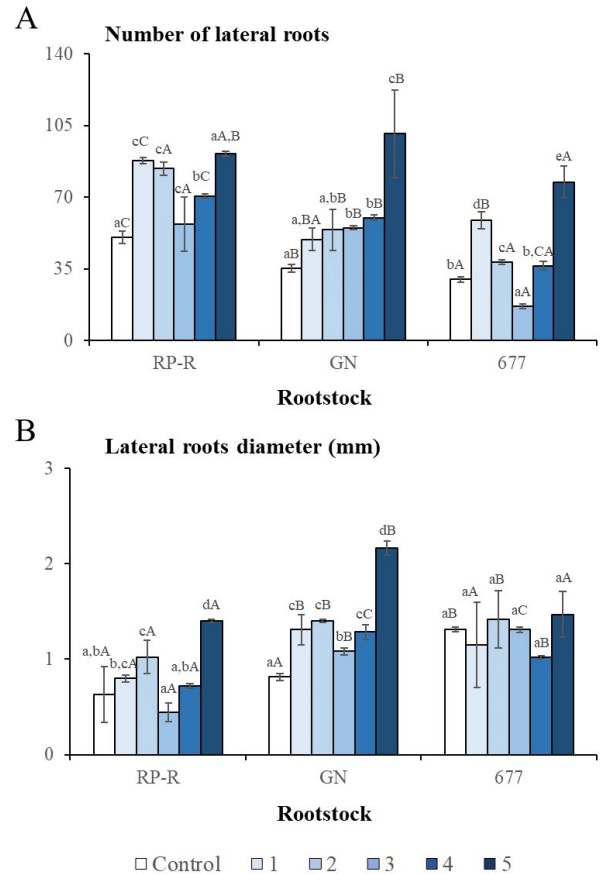 A
Number of lateral roots
140
105
70
35
0
aC cC cA cA bC aA,B
aB a,BA a,bB bB bB cB
bA dB cA aA b,CA eA
RP-R GN 677
Rootstock
B
Lateral roots diameter (mm)
3
2
1
0
a,bA b,cA cA aA a,bA dA
aA cB cB bB cC dB
aB aA aB aC aB aA
RP-R GN 677
Rootstock
Control 1 2 3 4 5